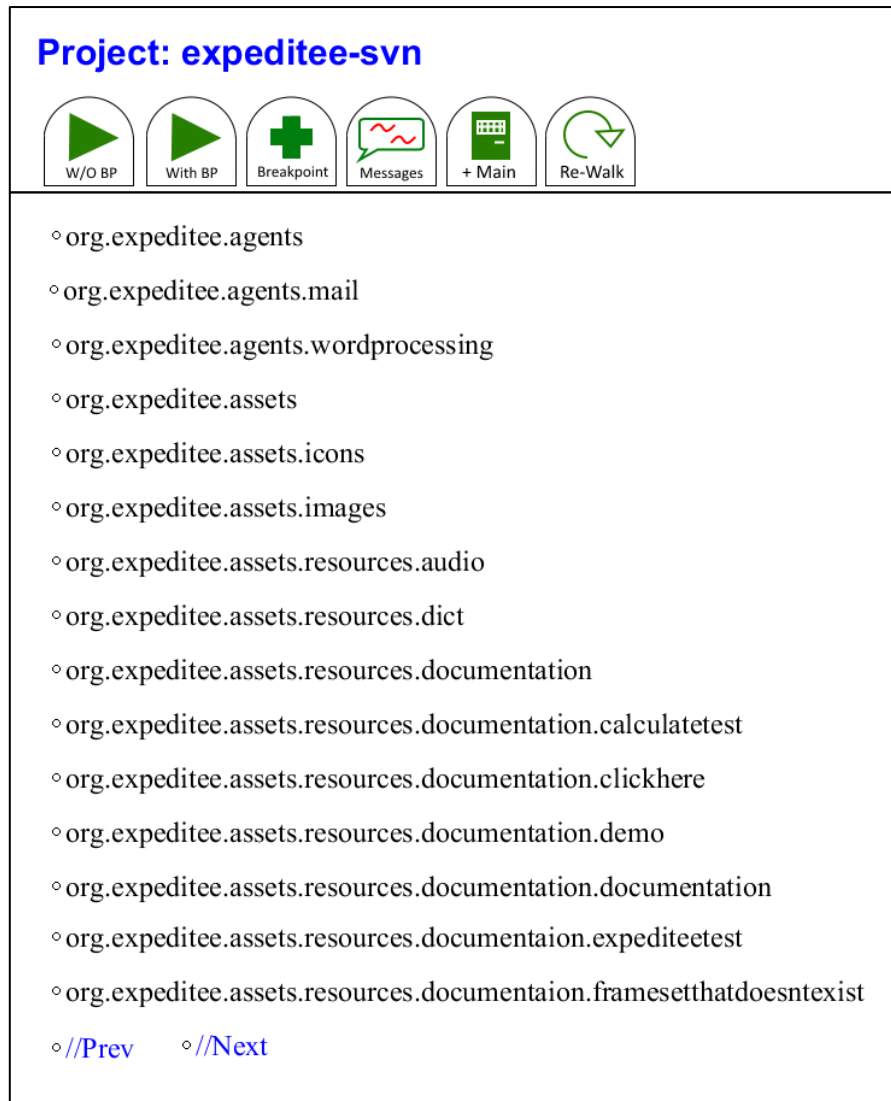 Project: expeditee-svn
W/O BP With BP Breakpoint Messages + Main Re-Walk
org.expeditee.agents
org.expeditee.agents.mail
org.expeditee.agents.wordprocessing
org.expeditee.assets
org.expeditee.assets.icons
org.expeditee.assets.images
org.expeditee.assets.resources.audio
org.expeditee.assets.resources.dict
org.expeditee.assets.resources.documentation
org.expeditee.assets.resources.documentation.calculatetest
org.expeditee.assets.resources.documentation.clickhere
org.expeditee.assets.resources.documentation.demo
org.expeditee.assets.resources.documentation.documentation
org.expeditee.assets.resources.documentaion.expediteetest
org.expeditee.assets.resources.documentaion.framesetthatdoesntexist
//Prev //Next